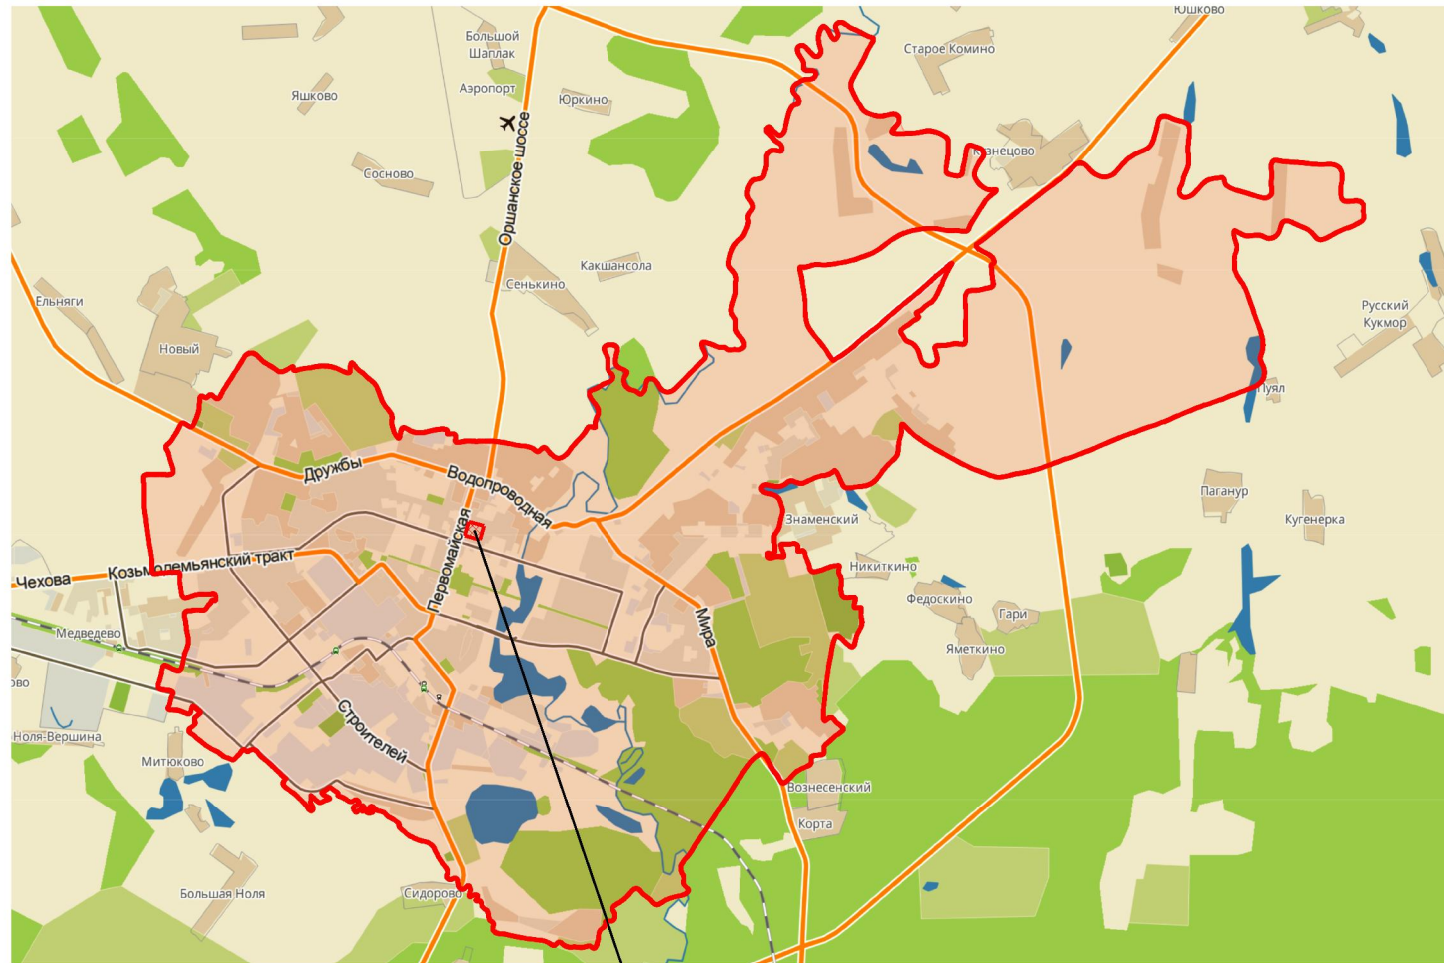 Юшково
Большой
Шаплак
Старое Комино
Аэропорт
Яшково
Юркино
Оршанское шоссе
Кузнецово
Сосново
Какшансола
Сенькино
Ельняги
Русский
Кукмор
Новый
Пуял
Дружбы
Водопроводная
Паганур
Знаменский
Кугенерка
Первомайская
Козьмодемьянский тракт
Чехова
Никиткино
Федоскино
Гари
Мира
Медведево
Яметкино
ово
Строителей
Ноля-Вершина
Митюково
Вознесенский
Корта
Большая Ноля
Сидорово